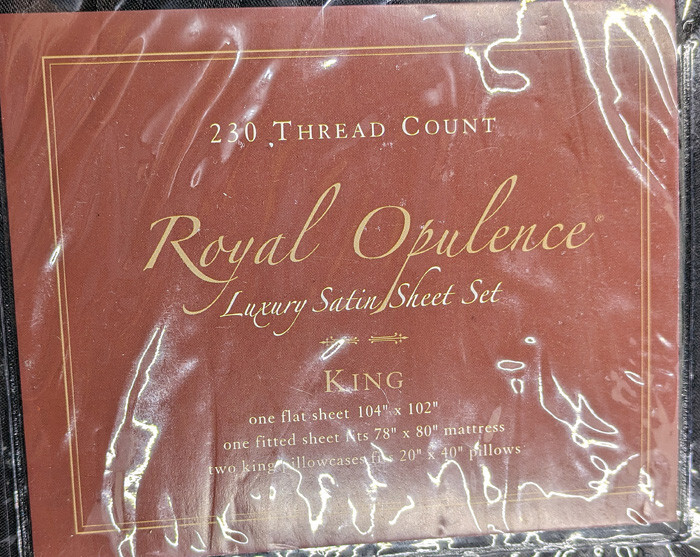 230 THREAD COUNT
Royal Opulence®
Luxury Satin Sheet Set
KING
one flat sheet 104" x 102"
one fitted sheet fits 78" x 80" mattress
two king pillowcases fits 20" x 40" pillows